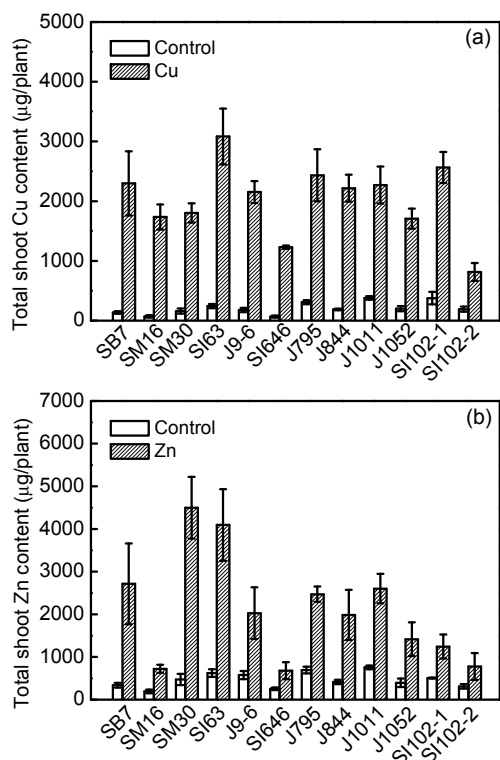 (a)
Control
Cu
Total shoot Cu content (μg/plant)
5000
4000
3000
2000
1000
0
SB7
SM16
SM30
SI63
J9-6
SI646
J795
J844
J1011
J1052
SI102-1
SI102-2
(b)
Control
Zn
Total shoot Zn content (μg/plant)
7000
6000
5000
4000
3000
2000
1000
0
SB7
SM16
SM30
SI63
J9-6
SI646
J795
J844
J1011
J1052
SI102-1
SI102-2